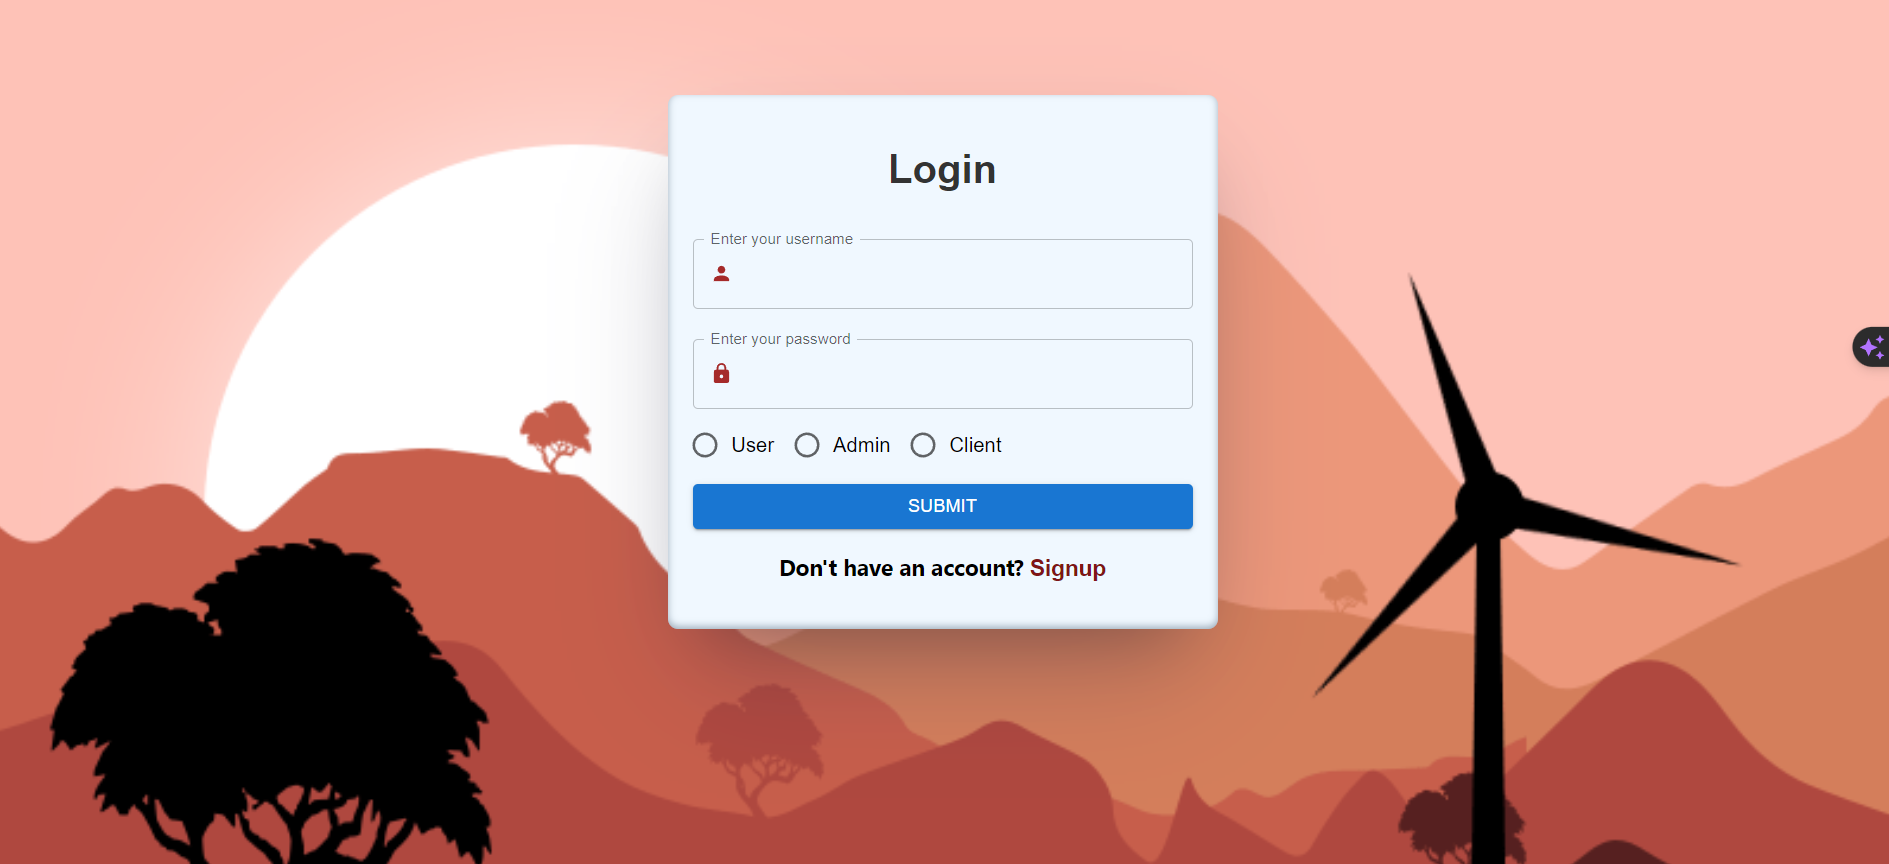 Login
Enter your username
Enter your password
User Admin Client
SUBMIT
Don't have an account? Signup